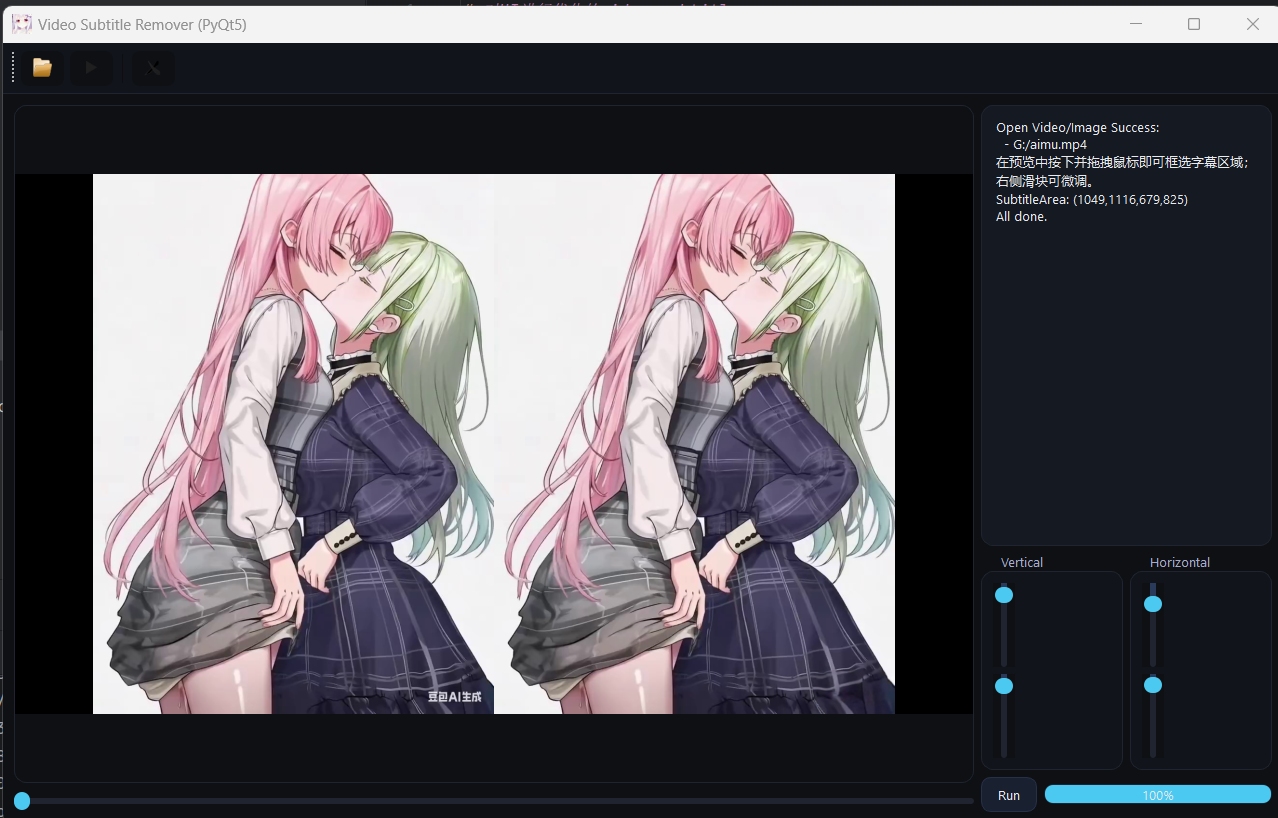 Video Subtitle Remover (PyQt5)
Open Video/Image Success:
- G:/aimu.mp4
在预览中按下并拖拽鼠标即可框选字幕区域；
右侧滑块可微调。
SubtitleArea: (1049,1116,679,825)
All done.
豆包AI生成
Vertical
Horizontal
Run
100%